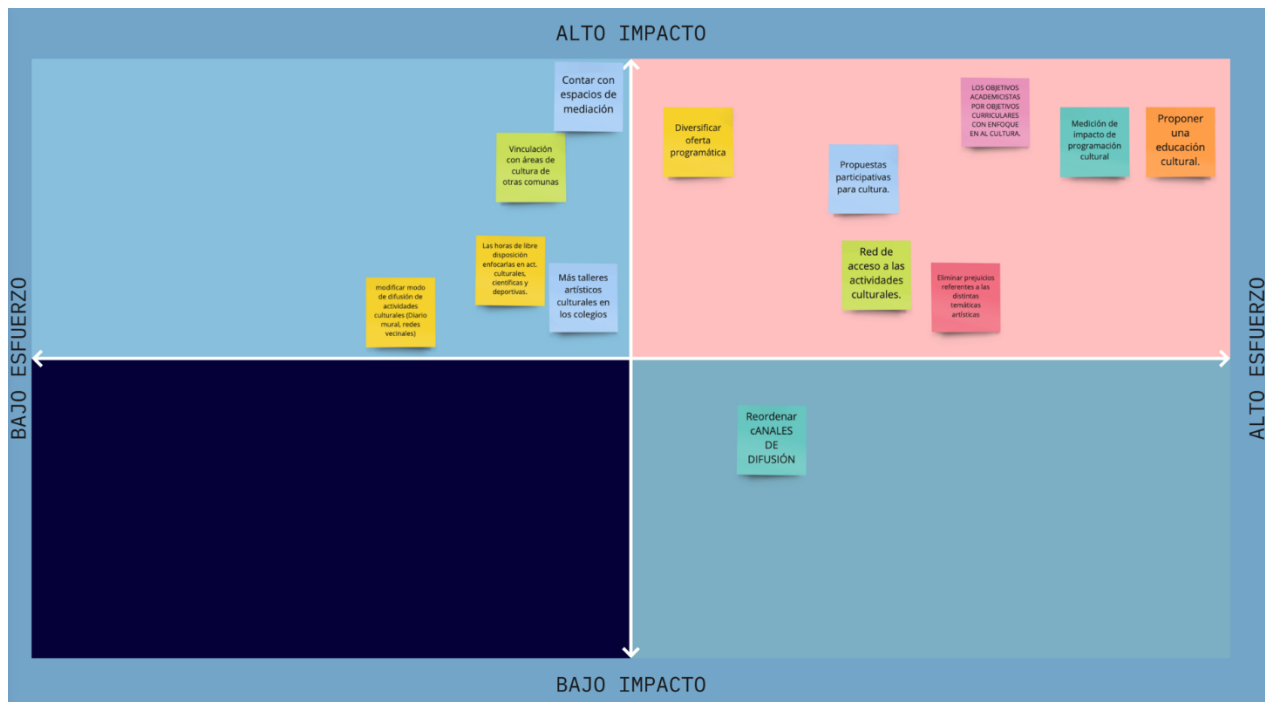 ALTO IMPACTO
Contar con
espacios de
mediación
Vinculación
con áreas de
cultura de
otras comunas
Las horas de libre
disposición
enfocarlas en act.
culturales,
científicas y
deportivas.
Más talleres
artísticos
culturales en
los colegios
modificar modo
de difusión de
actividades
culturales (Diario
mural, redes
vecinales)
Diversificar
oferta
programática
Propuestas
participativas
para cultura.
LOS OBJETIVOS
ACADEMICISTAS
POR OBJETIVOS
CURRICULARES
CON ENFOQUE
EN AL CULTURA.
Medición de
impacto de
programación
cultural
Proponer
una
educación
cultural.
Red de
acceso a las
actividades
culturales.
Eliminar prejuicios
referentes a las
distintas
temáticas
artísticas
BAJO ESFUERZO
ALTO ESFUERZO
Reordenar
cANALES
DE
DIFUSIÓN
BAJO IMPACTO